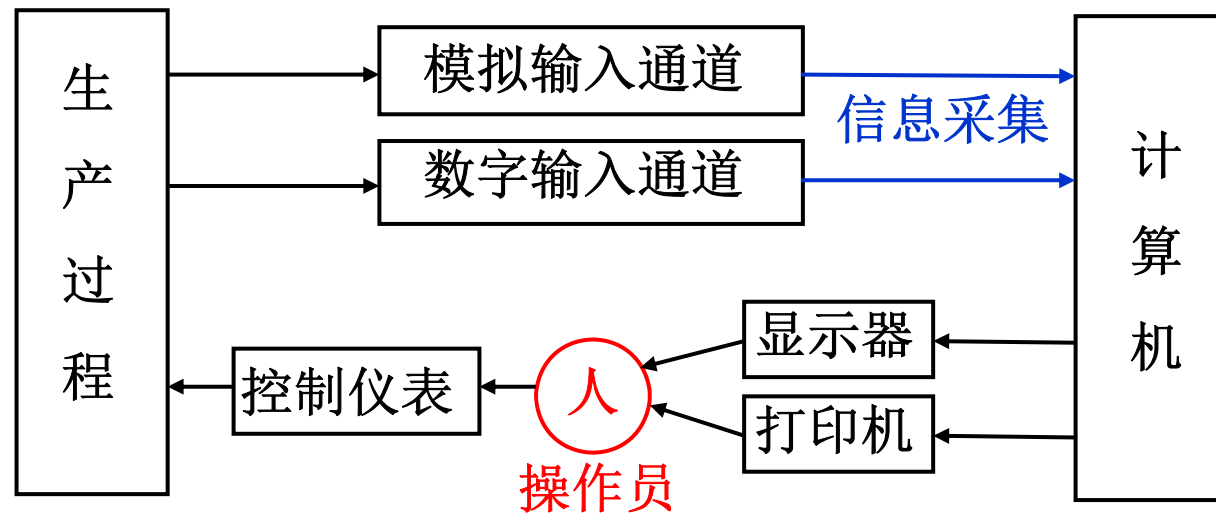 生产过程
模拟输入通道
信息采集
数字输入通道
计算机
显示器
控制仪表
人
打印机
操作员